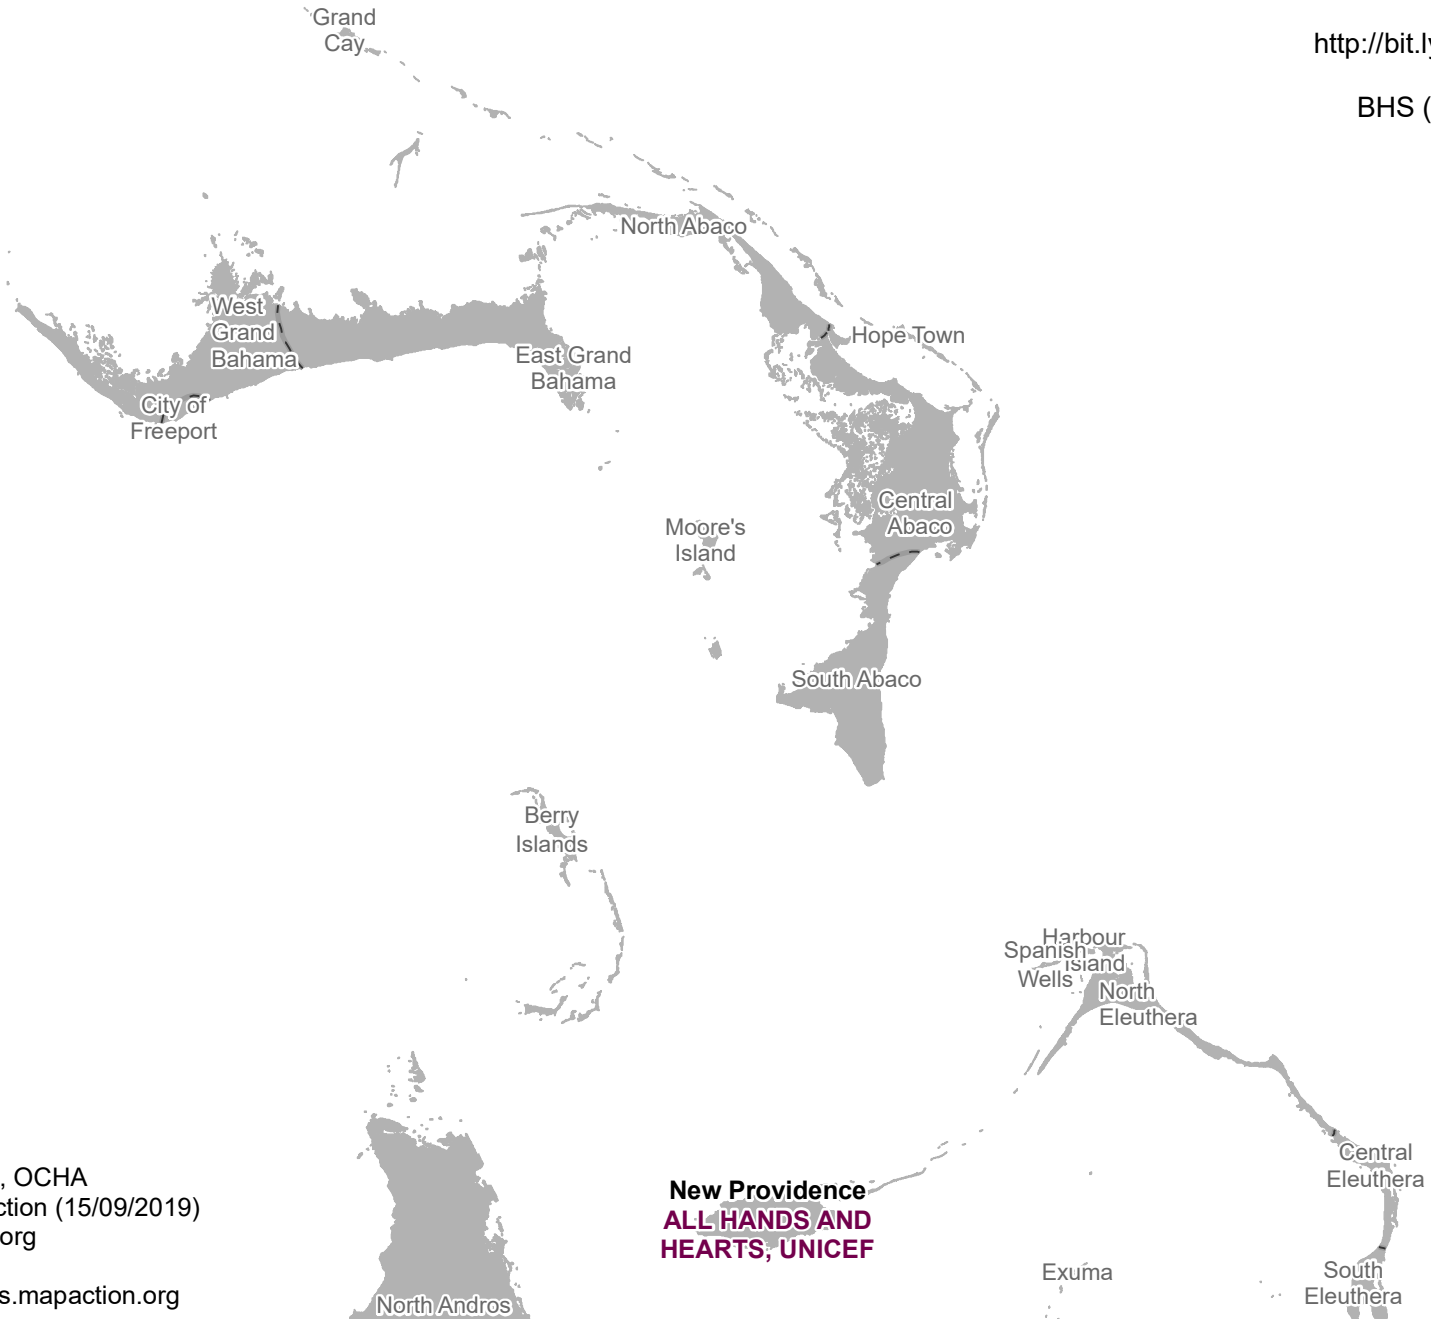 Grand
Cay
http://bit.ly
BHS (
North Abaco
West
Grand
Bahama
Hope Town
East Grand
Bahama
City of
Freeport
Central
Abaco
Moore's
Island
South Abaco
Berry
Islands
Harbour
Island
Spanish
Wells
North
Eleuthera
Central
Eleuthera
, OCHA
ction (15/09/2019)
org
s.mapaction.org
New Providence
ALL HANDS AND
HEARTS, UNICEF
Exuma
South
Eleuthera
North Andros